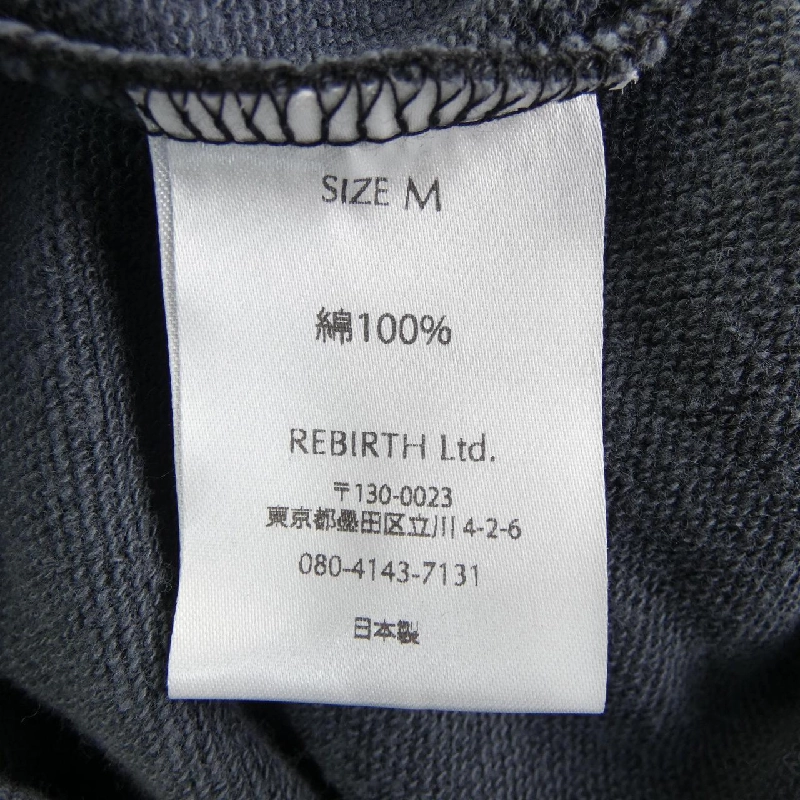 SIZE M
綿100%
REBIRTH Ltd.
〒130-0023
東京都墨田区立川 4-2-6
080-4143-7131
日本製